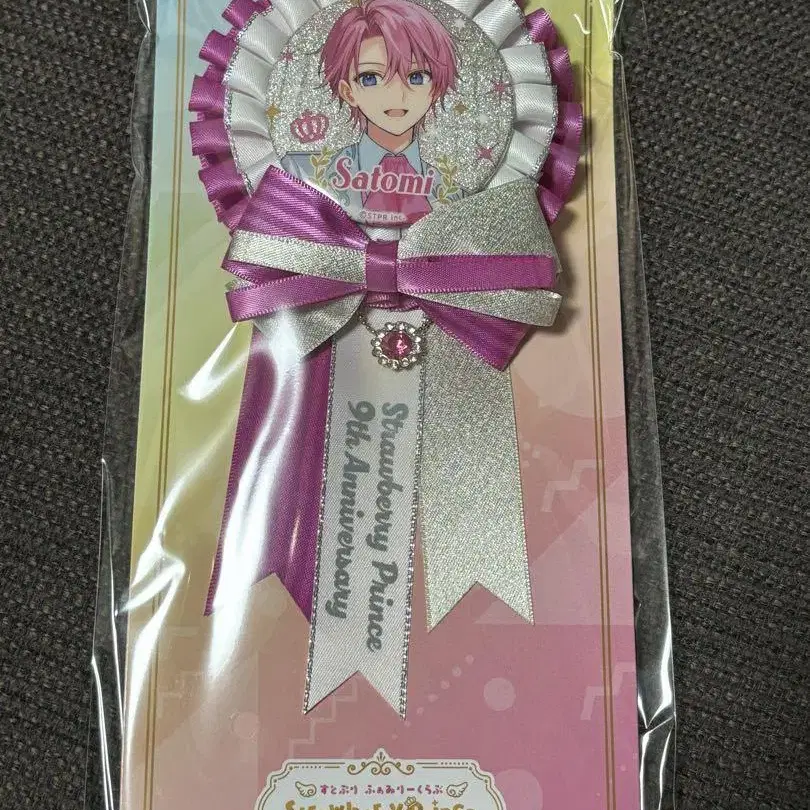 Satomi
©STPR Inc.
Strawberry Prince
9th Anniversary
すとぷり ふぁみりーくらぶ